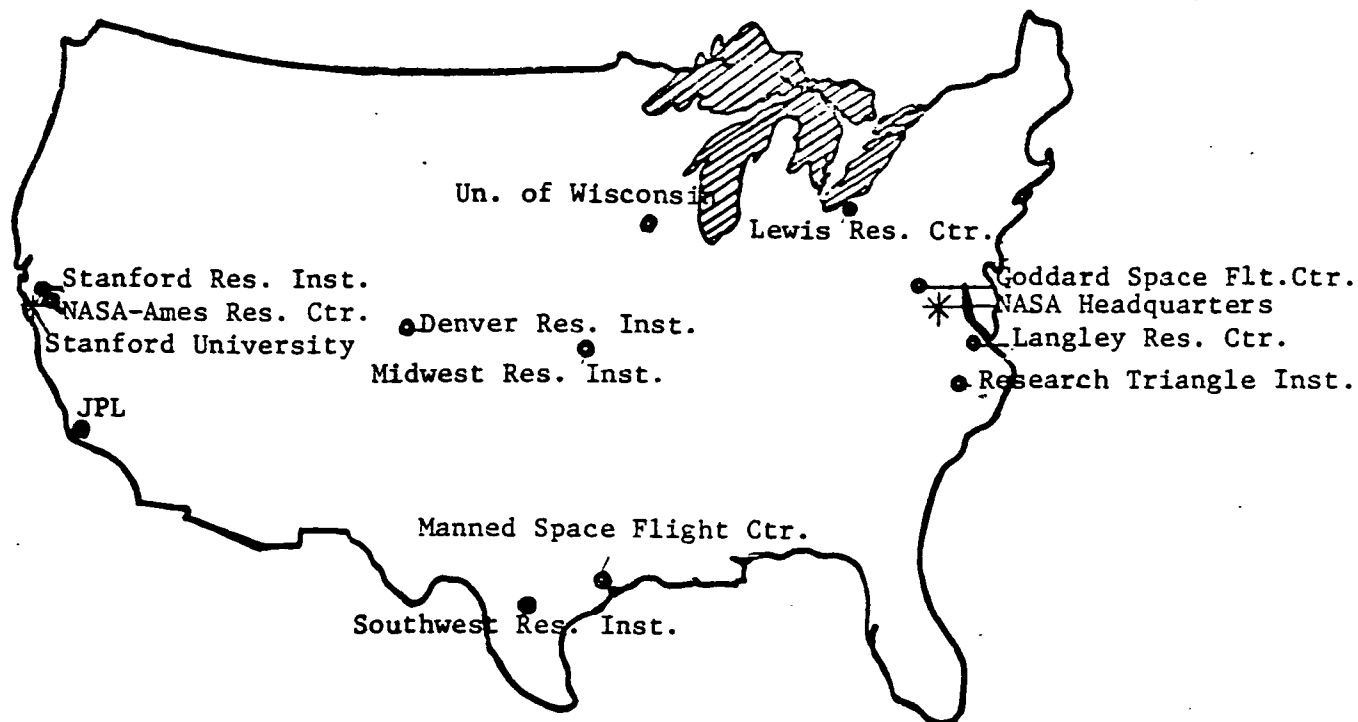 Un. of Wisconsin
Lewis Res. Ctr.
Stanford Res. Inst.
NASA-Ames Res. Ctr.
Stanford University
Denver Res. Inst.
Midwest Res. Inst.
Goddard Space Flt.Ctr.
NASA Headquarters
Langley Res. Ctr.
Research Triangle Inst.
JPL
Manned Space Flight Ctr.
Southwest Res. Inst.